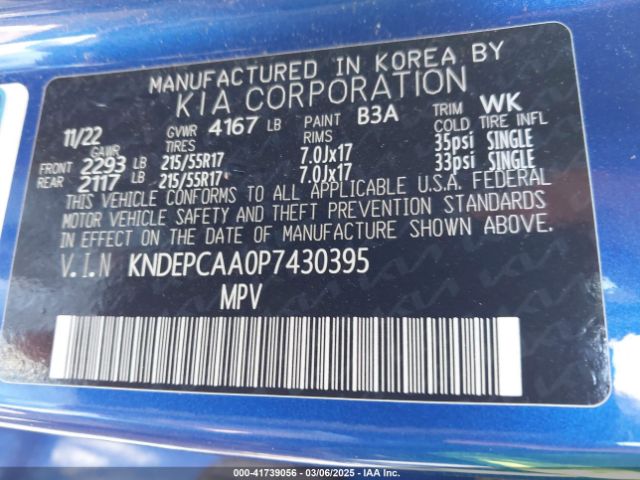 MANUFACTURED IN KOREA BY
KIA CORPORATION
11/22 GVWR 4167 LB PAINT B3A TRIM WK
GAWR TIRES RIMS COLD TIRE INFL
FRONT 2293 LB 215/55R17 7.0Jx17 35psi SINGLE
REAR 2117 LB 215/55R17 7.0Jx17 33psi SINGLE
THIS VEHICLE CONFORMS TO ALL APPLICABLE U.S.A. FEDERAL
MOTOR VEHICLE SAFETY AND THEFT PREVENTION STANDARDS
IN EFFECT ON THE DATE OF MANUFACTURE SHOWN ABOVE.
V.I.N KNDEPCAA0P7430395
MPV
000-41739056 | 03/06/2025 | IAA Inc.